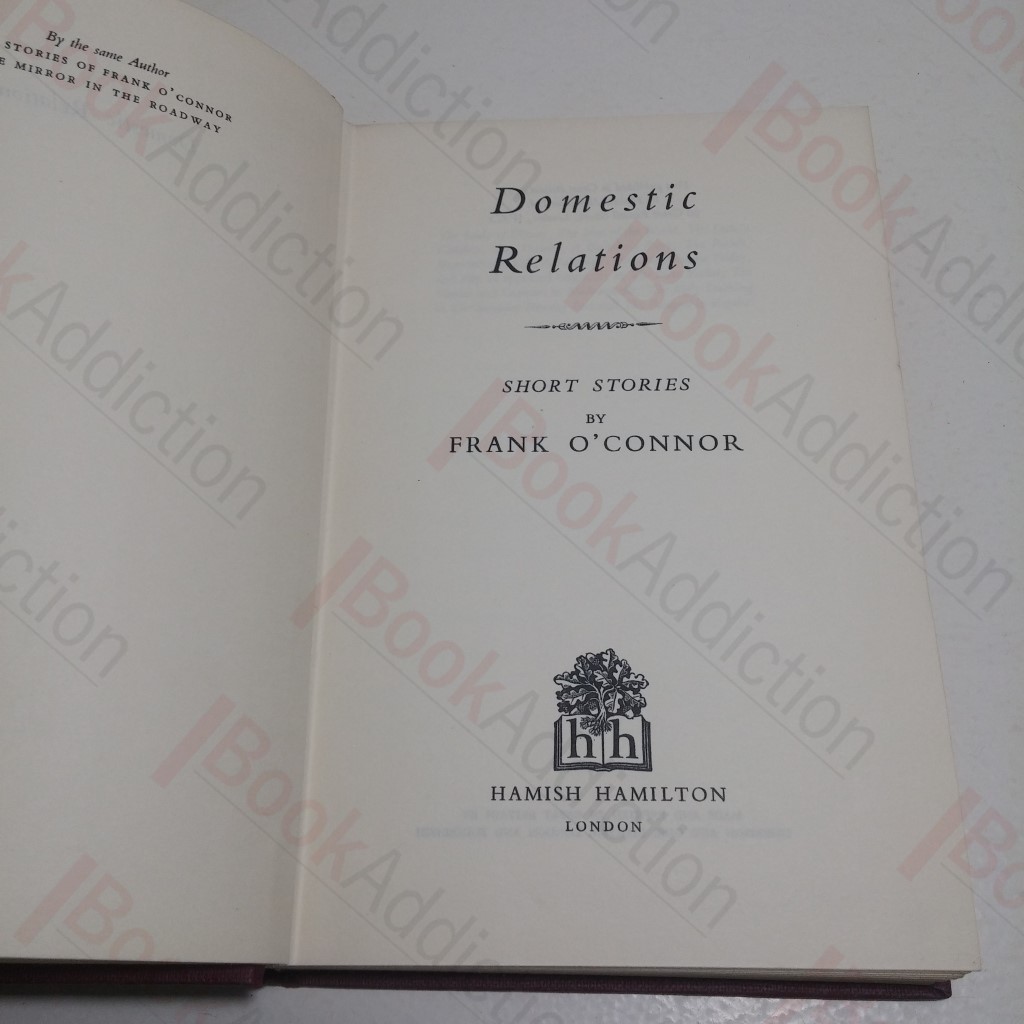 By the same Author
STORIES OF FRANK O'CONNOR
MIRROR IN THE ROADWAY
Domestic
Relations
SHORT STORIES
BY
FRANK O'CONNOR
h h
HAMISH HAMILTON
LONDON
BookAddiction